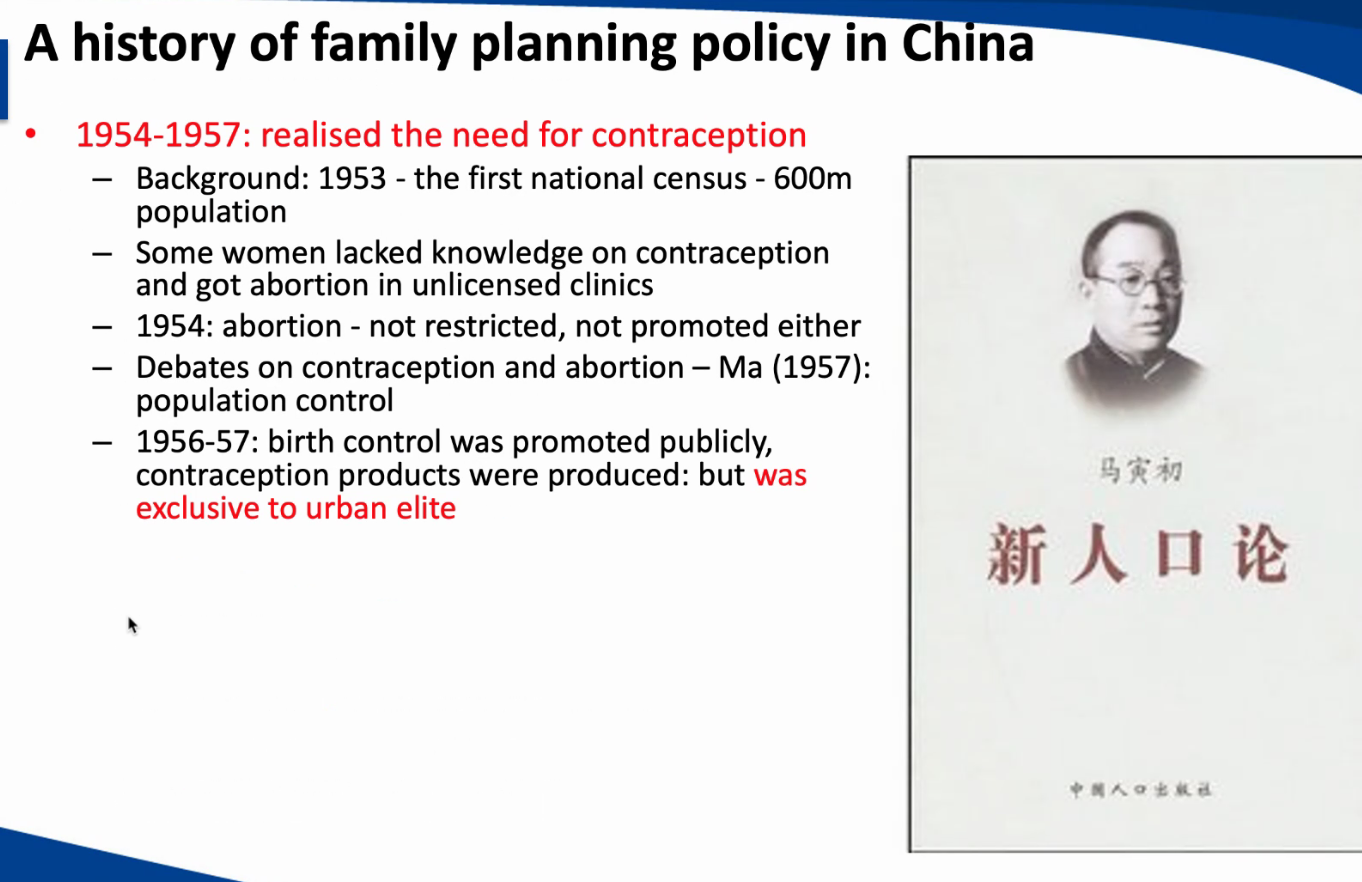 A history of family planning policy in China
• 1954-1957: realised the need for contraception
– Background: 1953 - the first national census - 600m
population
– Some women lacked knowledge on contraception
and got abortion in unlicensed clinics
– 1954: abortion - not restricted, not promoted either
– Debates on contraception and abortion – Ma (1957):
population control
– 1956-57: birth control was promoted publicly,
contraception products were produced: but was
exclusive to urban elite
马寅初
新人口论
中国人口出版社